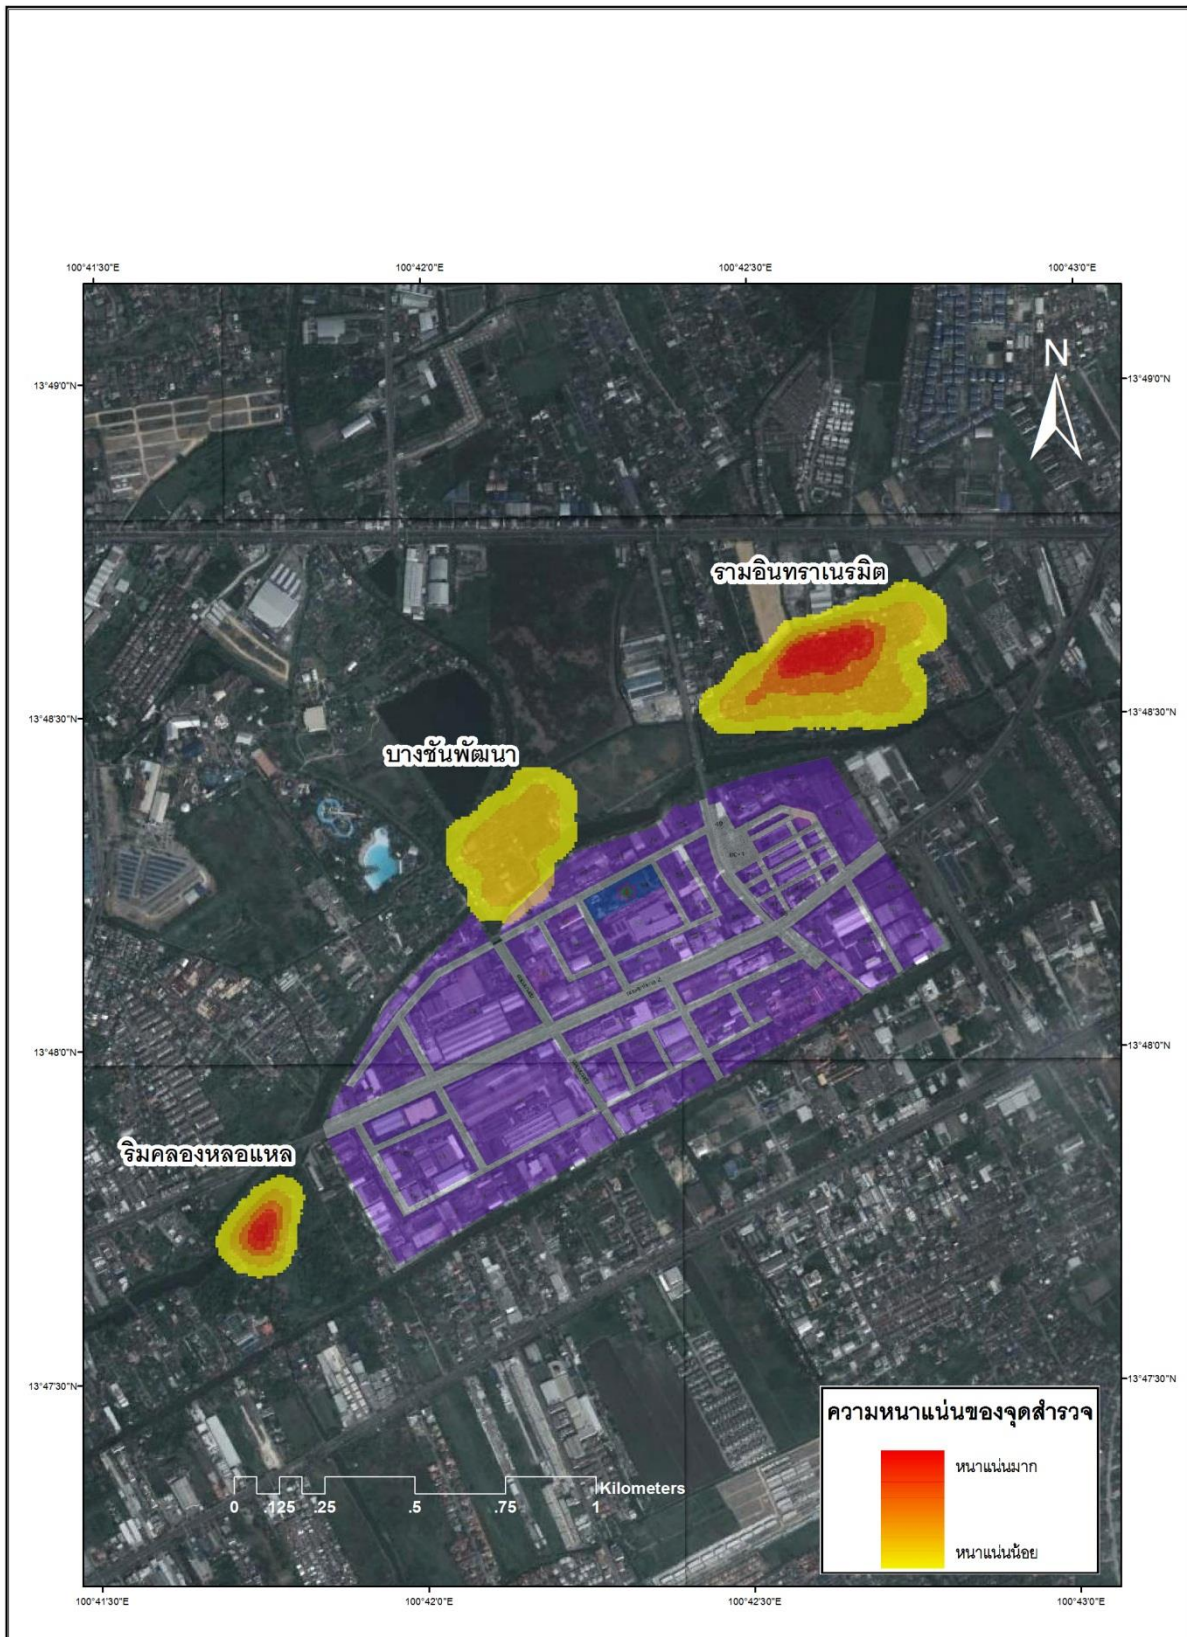 100°41'30"E 100°42'0"E 100°42'30"E 100°43'0"E
N
13°49'0"N 13°49'0"N
รามอินทราเนรมิต
13°48'30"N 13°48'30"N
บางชันพัฒนา
13°48'0"N 13°48'0"N
ริมคลองหลอแหล
13°47'30"N 13°47'30"N
ความหนาแน่นของจุดสำรวจ
หนาแน่นมาก
หนาแน่นน้อย
Kilometers
0 .125 .25 .5 .75 1
100°41'30"E 100°42'0"E 100°42'30"E 100°43'0"E